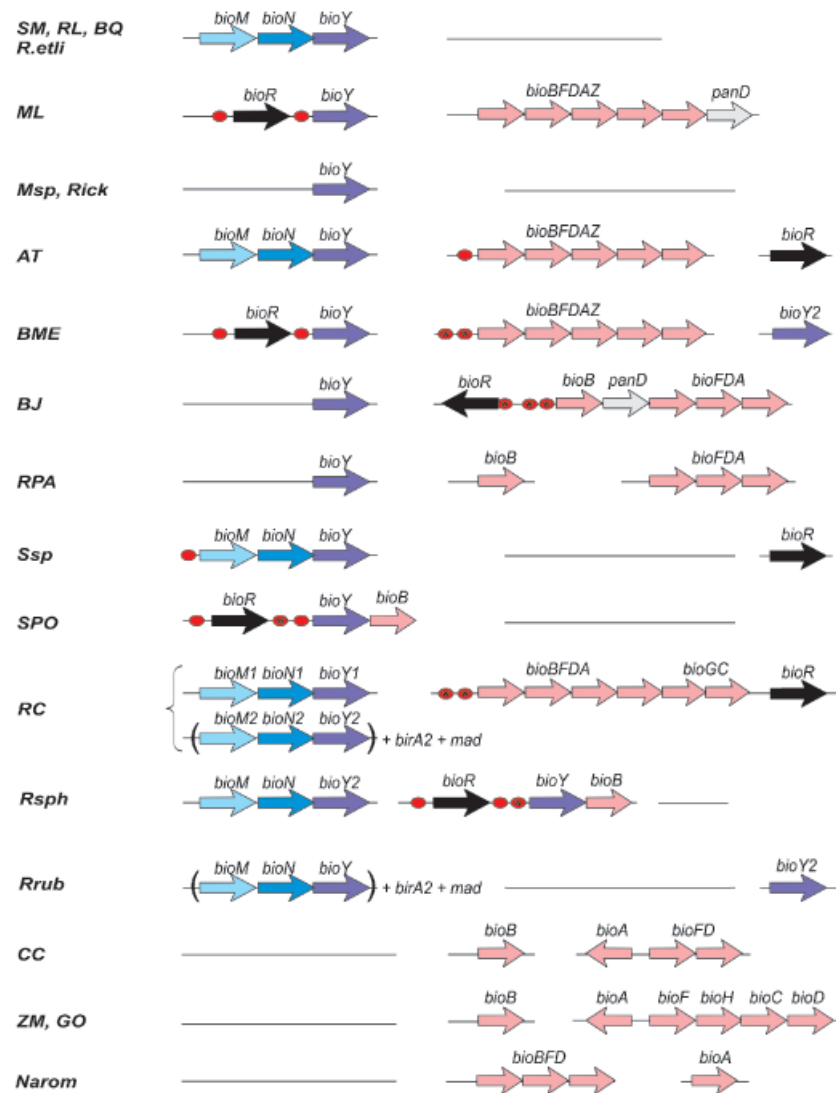 bioM bioN bioY
SM, RL, BQ
R.etli
bioR bioY bioBFDAZ panD
ML
bioY
Msp, Rick
bioM bioN bioY bioBFDAZ bioR
AT
bioR bioY bioBFDAZ bioY2
BME
bioY bioR bioB panD bioFDA
BJ
bioY bioB bioFDA
RPA
bioM bioN bioY bioR
Ssp
bioR bioY bioB
SPO
bioM1 bioN1 bioY1 bioBFDA bioGC bioR
RC
bioM2 bioN2 bioY2
( ) + birA2 + mad
bioM bioN bioY2 bioR bioY bioB
Rsph
bioM bioN bioY bioY2
Rrub ( ) + birA2 + mad
bioB bioA bioFD
CC
bioB bioA bioF bioH bioC bioD
ZM, GO
bioBFD bioA
Narom